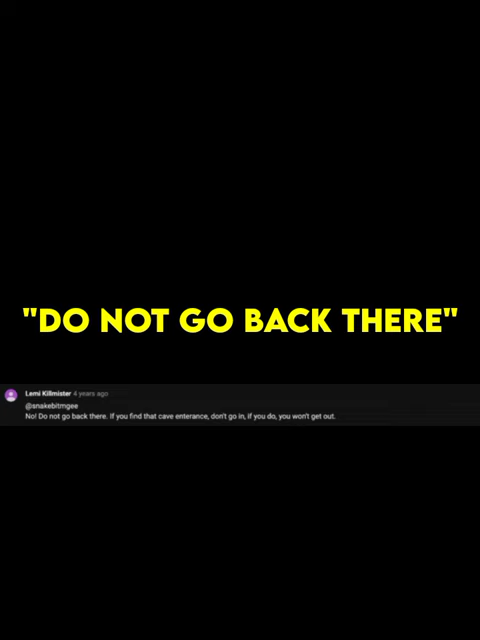 "DO NOT GO BACK THERE"
Lemi Killmister 4 years ago
@snakebitmgee
No! Do not go back there. If you find that cave enterance, don't go in, if you do, you won't get out.